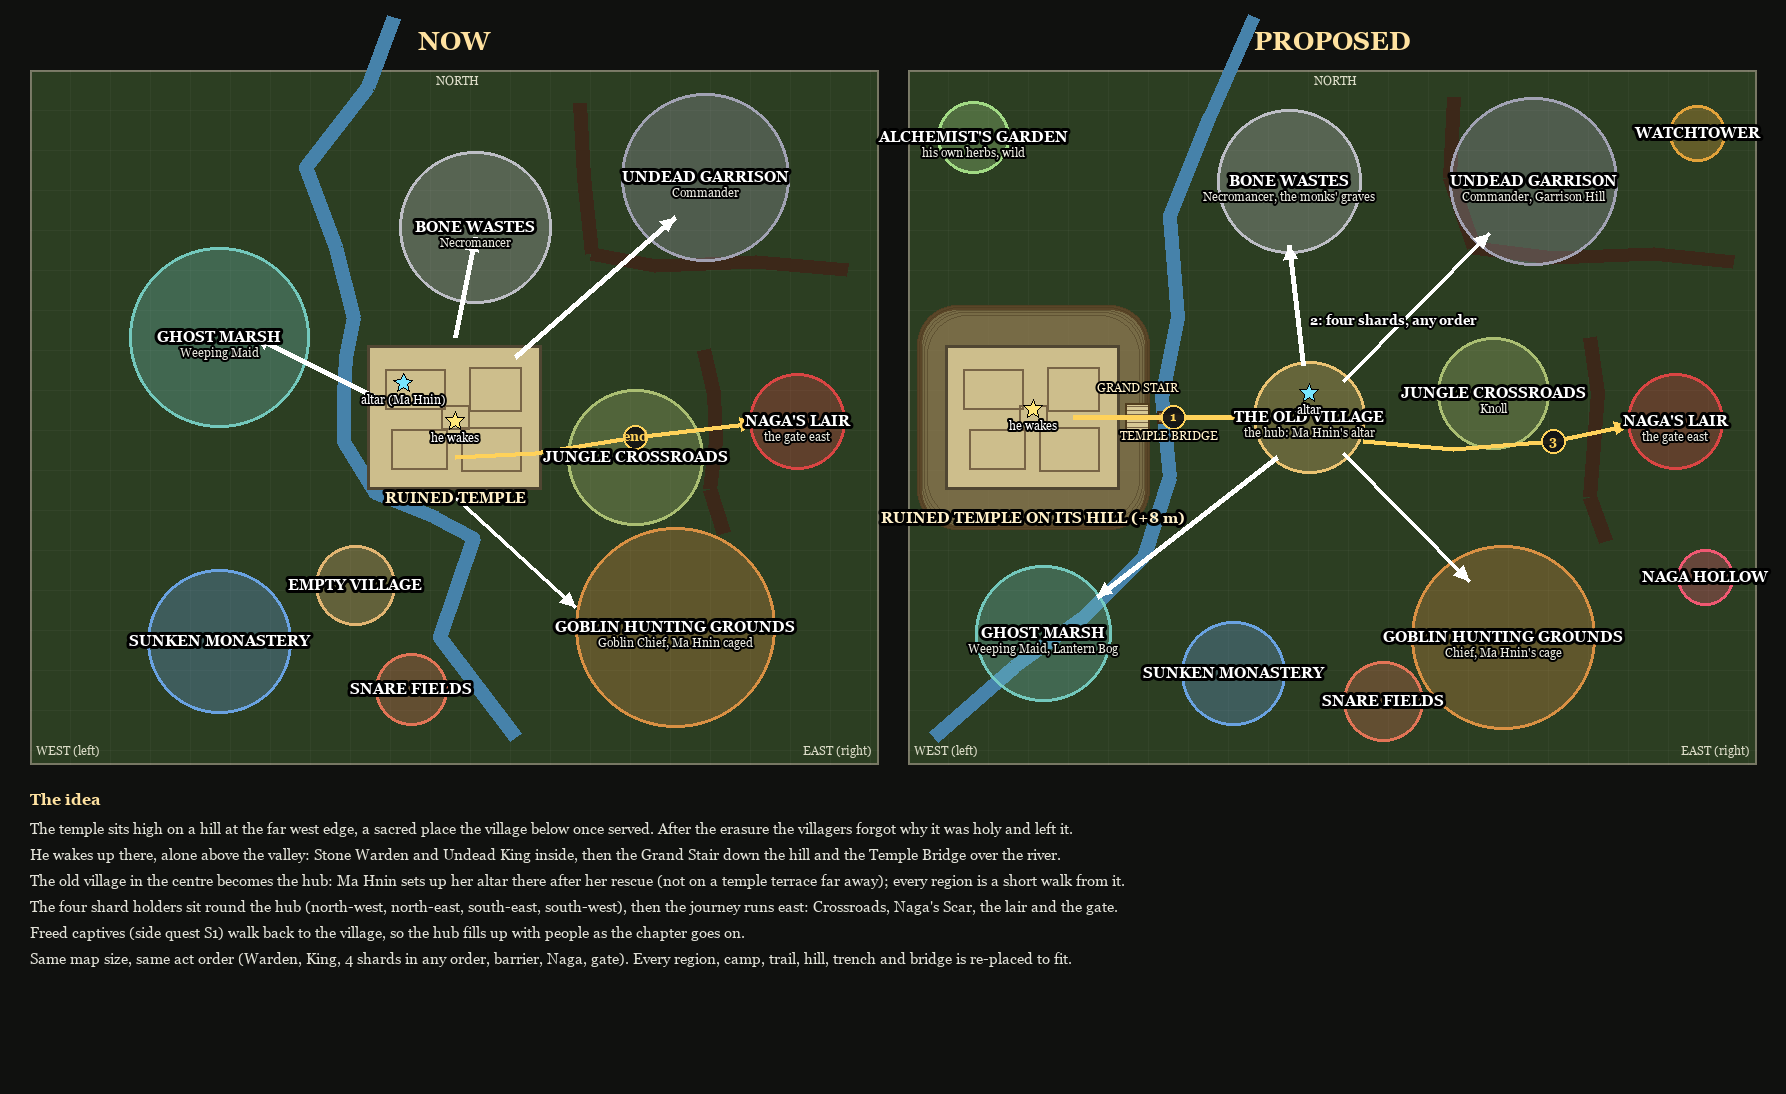 NOW
NORTH
UNDEAD GARRISON
Commander
BONE WASTES
Necromancer
GHOST MARSH
Weeping Maid
altar (Ma Hnin)
he wakes
end
NAGA'S LAIR
the gate east
JUNGLE CROSSROADS
RUINED TEMPLE
EMPTY VILLAGE
SUNKEN MONASTERY
GOBLIN HUNTING GROUNDS
Goblin Chief, Ma Hnin caged
SNARE FIELDS
WEST (left)
EAST (right)
PROPOSED
NORTH
ALCHEMIST'S GARDEN
his own herbs, wild
WATCHTOWER
BONE WASTES
Necromancer, the monks' graves
UNDEAD GARRISON
Commander, Garrison Hill
2: four shards, any order
GRAND STAIR
JUNGLE CROSSROADS
Knoll
he wakes
1
altar
THE OLD VILLAGE
the hub: Ma Hnin's altar
TEMPLE BRIDGE
3
NAGA'S LAIR
the gate east
RUINED TEMPLE ON ITS HILL (+8 m)
NAGA HOLLOW
GHOST MARSH
Weeping Maid, Lantern Bog
GOBLIN HUNTING GROUNDS
Chief, Ma Hnin's cage
SUNKEN MONASTERY
SNARE FIELDS
WEST (left)
EAST (right)
The idea
The temple sits high on a hill at the far west edge, a sacred place the village below once served. After the erasure the villagers forgot why it was holy and left it.
He wakes up there, alone above the valley: Stone Warden and Undead King inside, then the Grand Stair down the hill and the Temple Bridge over the river.
The old village in the centre becomes the hub: Ma Hnin sets up her altar there after her rescue (not on a temple terrace far away); every region is a short walk from it.
The four shard holders sit round the hub (north-west, north-east, south-east, south-west), then the journey runs east: Crossroads, Naga's Scar, the lair and the gate.
Freed captives (side quest S1) walk back to the village, so the hub fills up with people as the chapter goes on.
Same map size, same act order (Warden, King, 4 shards in any order, barrier, Naga, gate). Every region, camp, trail, hill, trench and bridge is re-placed to fit.